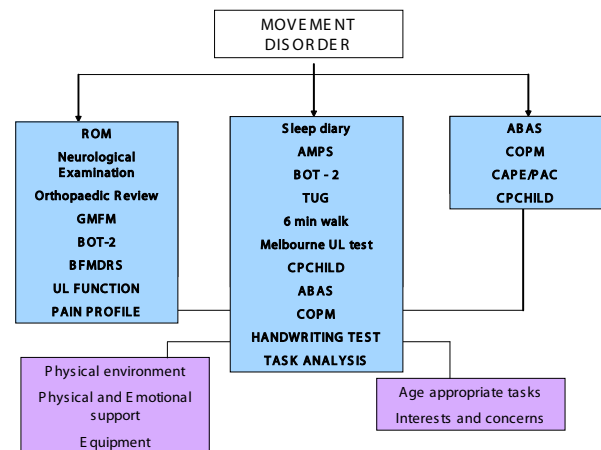 MOVEMENT
DISORDER
ROM
Neurological
Examination
Orthopaedic Review
GMFM
BOT-2
BFMDRS
UL FUNCTION
PAIN PROFILE
Sleep diary
AMPS
BOT - 2
TUG
6 min walk
Melbourne UL test
CPCHILD
ABAS
COPM
HANDWRITING TEST
TASK ANALYSIS
ABAS
COPM
CAPE/PAC
CPCHILD
Physical environment
Physical and Emotional
support
Equipment
Age appropriate tasks
Interests and concerns